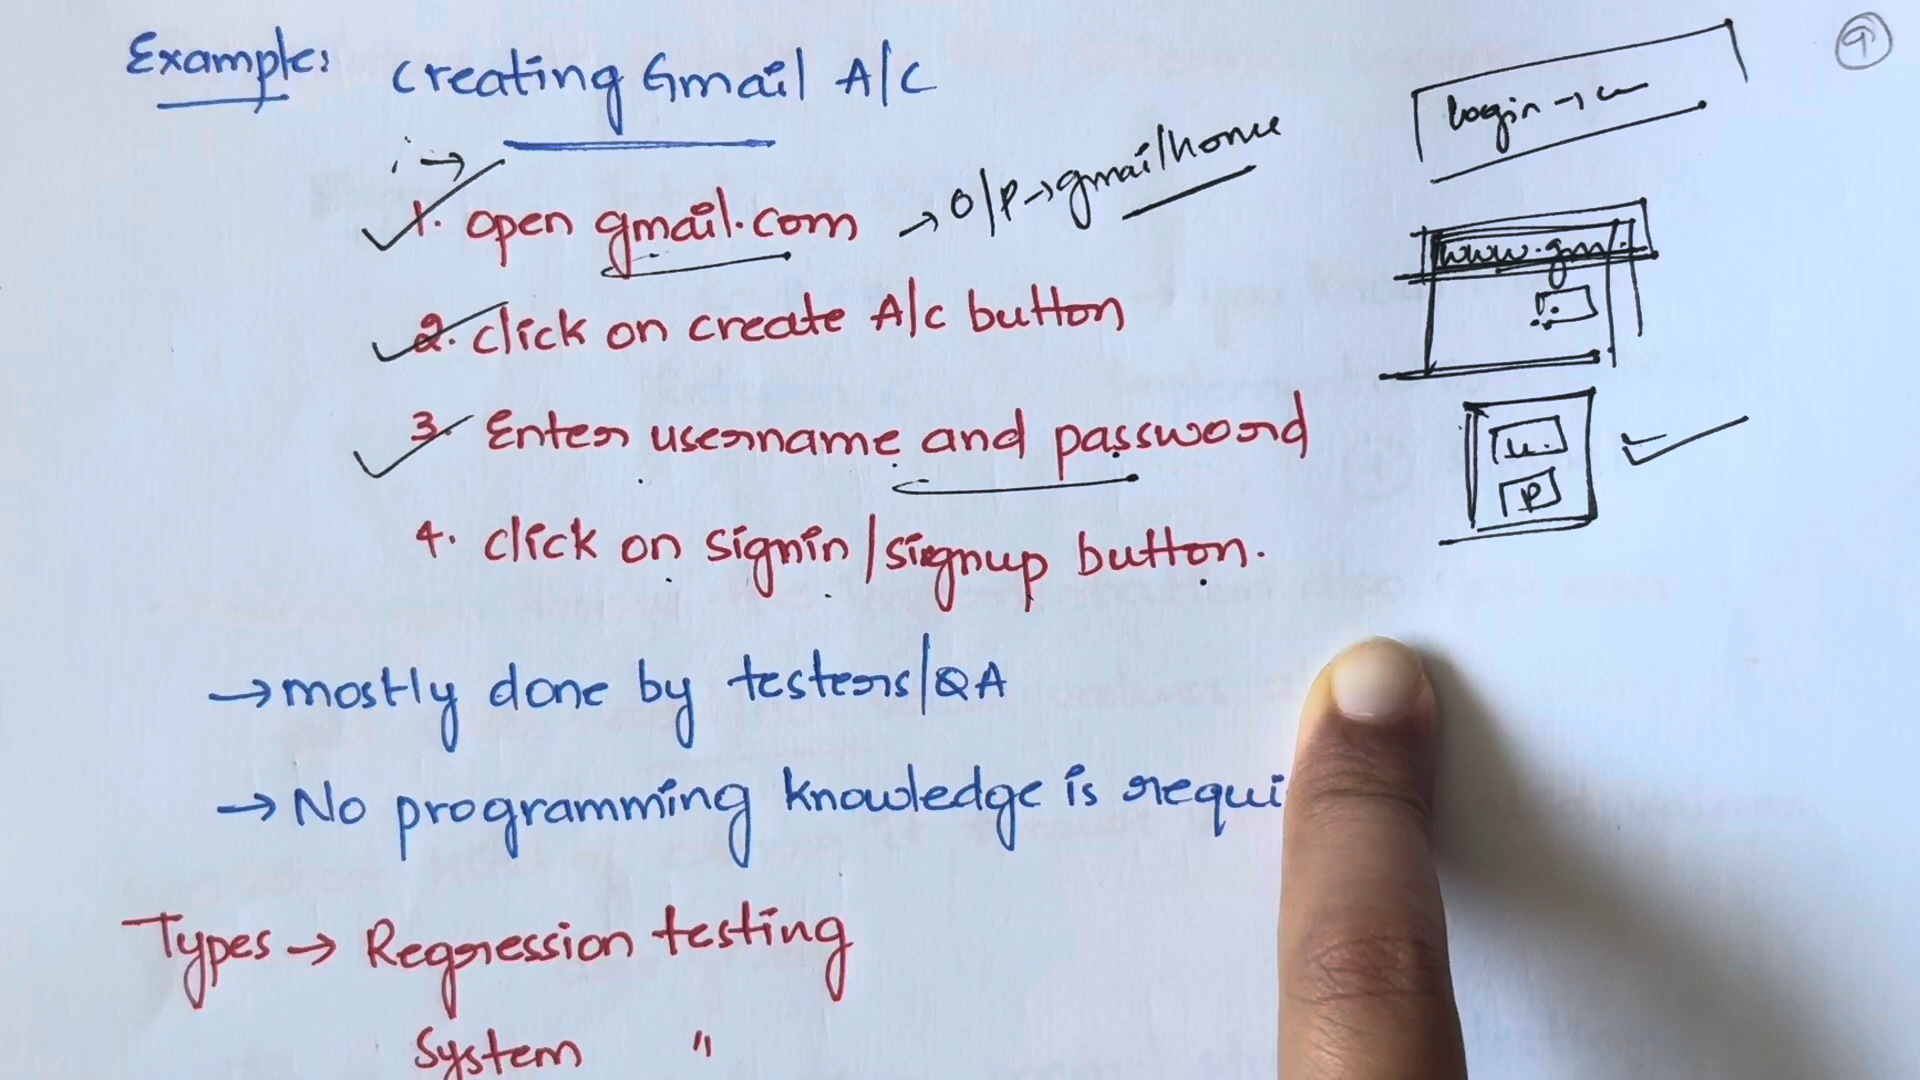 Example: creating Gmail A/C
i →
1. open gmail.com → O/P → gmail/home
2. click on create A/c button
3. Enter username and password
4. click on signin/signup button.
→ mostly done by testers/QA
→ No programming knowledge is requi
Types → Regression testing
System "
9
login →
www.gm
u.
P